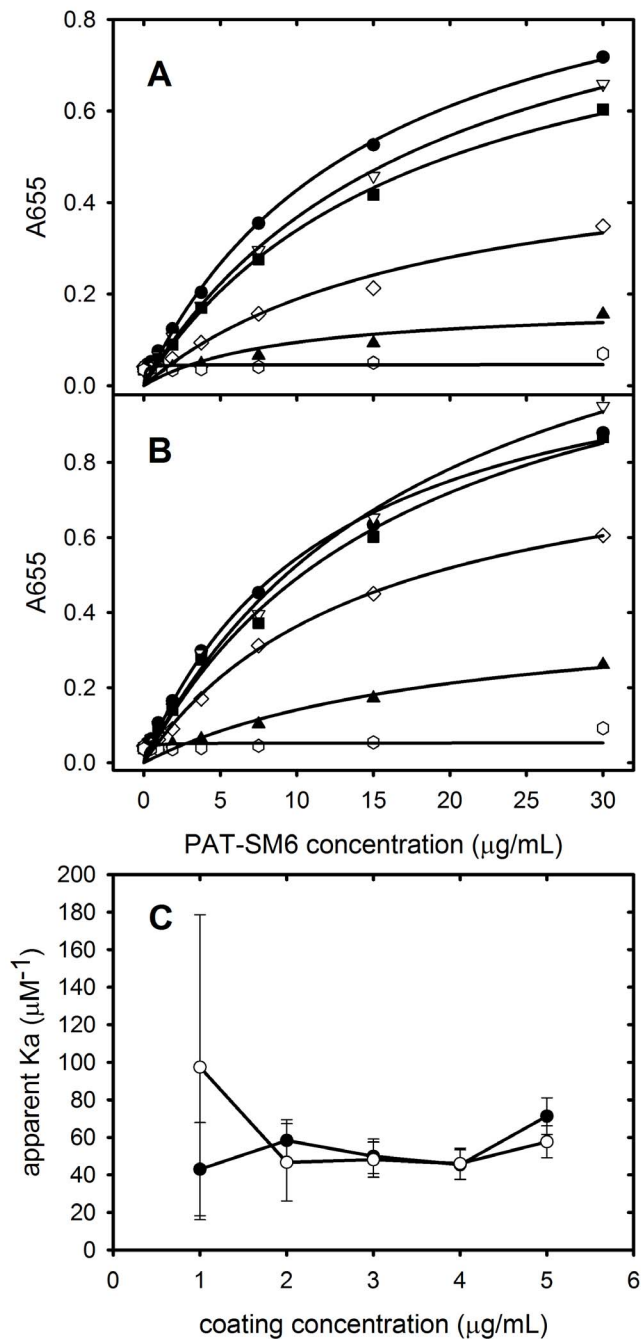 0.8
A
0.6
A655
0.4
0.2
0.0
B
0.8
0.6
A655
0.4
0.2
0.0
0 5 10 15 20 25 30
PAT-SM6 concentration (μg/mL)
200
C
180
160
140
120
apparent Ka (μM-1)
100
80
60
40
20
0
0 1 2 3 4 5 6
coating concentration (μg/mL)